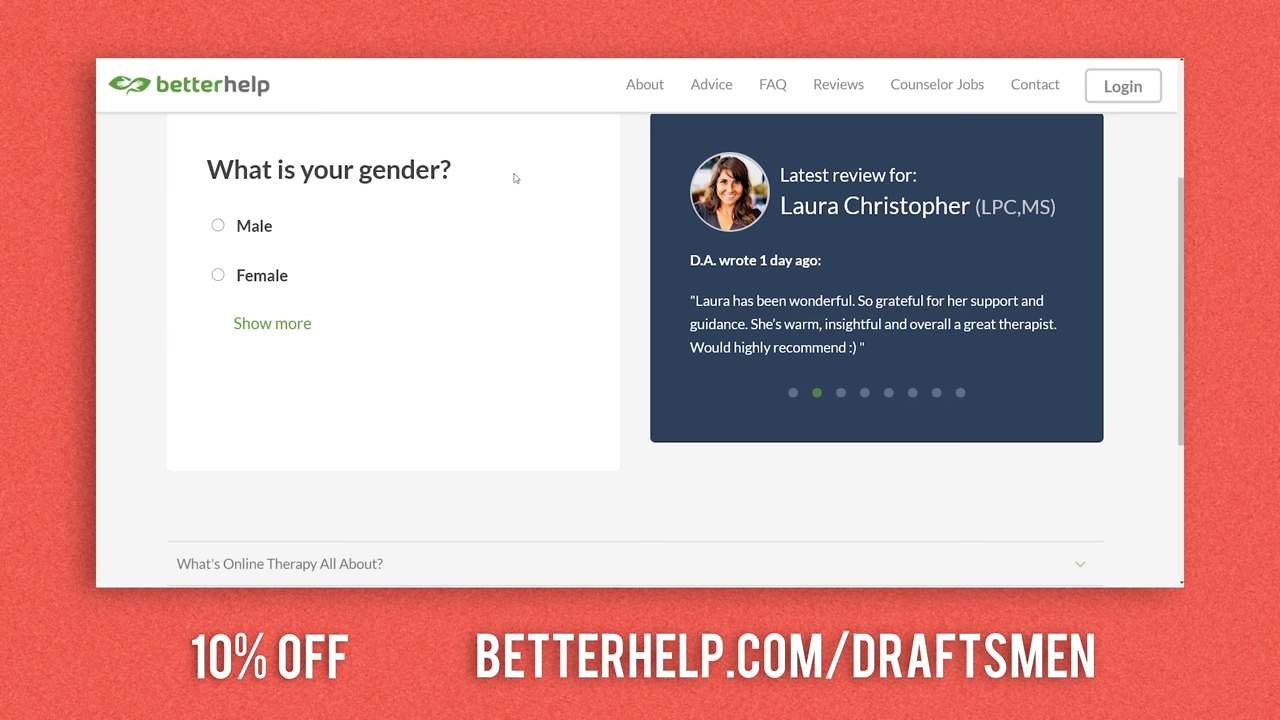 betterhelp
About Advice FAQ Reviews Counselor Jobs Contact Login
What is your gender?
Male
Female
Show more
Latest review for:
Laura Christopher (LPC,MS)
D.A. wrote 1 day ago:
"Laura has been wonderful. So grateful for her support and
guidance. She's warm, insightful and overall a great therapist.
Would highly recommend :) "
What's Online Therapy All About?
10% OFF
BETTERHELP.COM/DRAFTSMEN